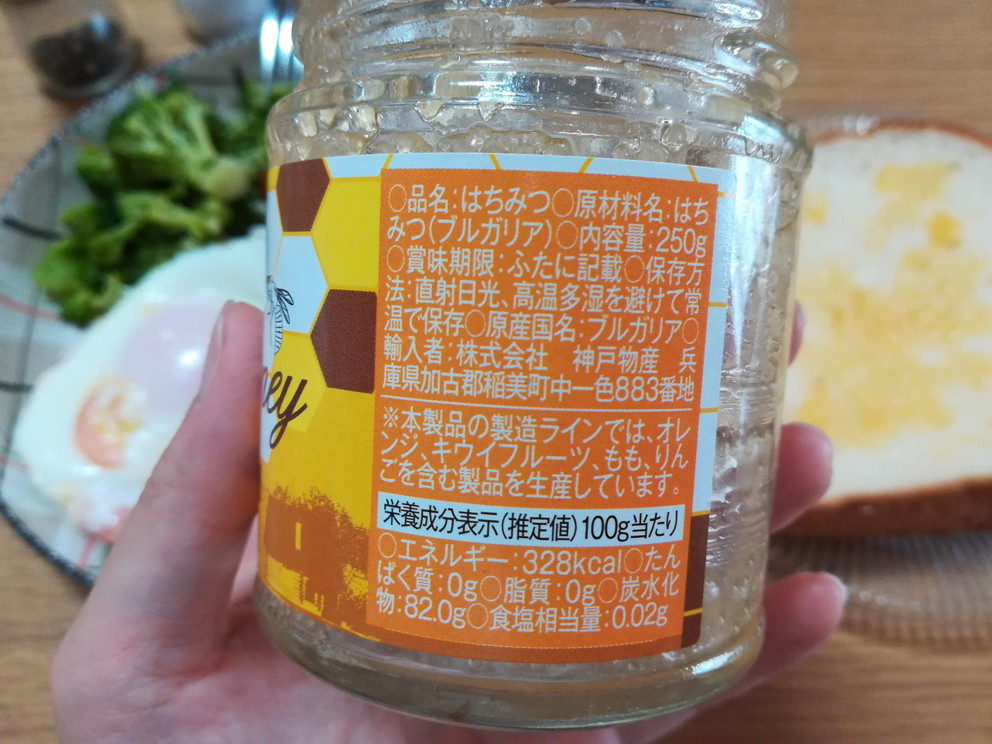 ○品名：はちみつ○原材料名：はち
みつ（ブルガリア）○内容量：250g
○賞味期限：ふたに記載○保存方
法：直射日光、高温多湿を避けて常
温で保存○原産国名：ブルガリア○
輸入者：株式会社　神戸物産　兵
庫県加古郡稲美町中一色883番地
※本製品の製造ラインでは、オレ
ンジ、キウイフルーツ、もも、りん
ごを含む製品を生産しています。
栄養成分表示（推定値）100g当たり
○エネルギー：328kcal○たん
ぱく質：0g○脂質：0g○炭水化
物：82.0g○食塩相当量：0.02g